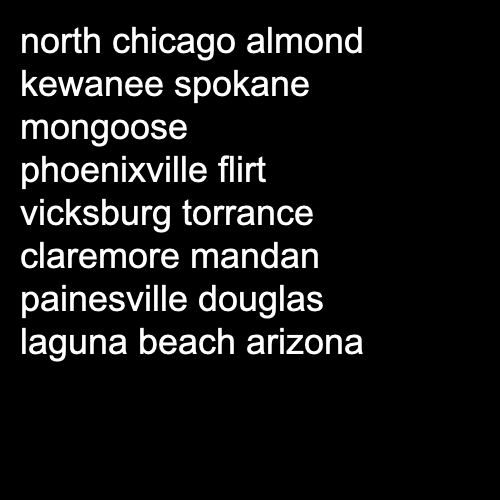 north chicago almond
kewanee spokane
mongoose
phoenixville flirt
vicksburg torrance
claremore mandan
painesville douglas
laguna beach arizona